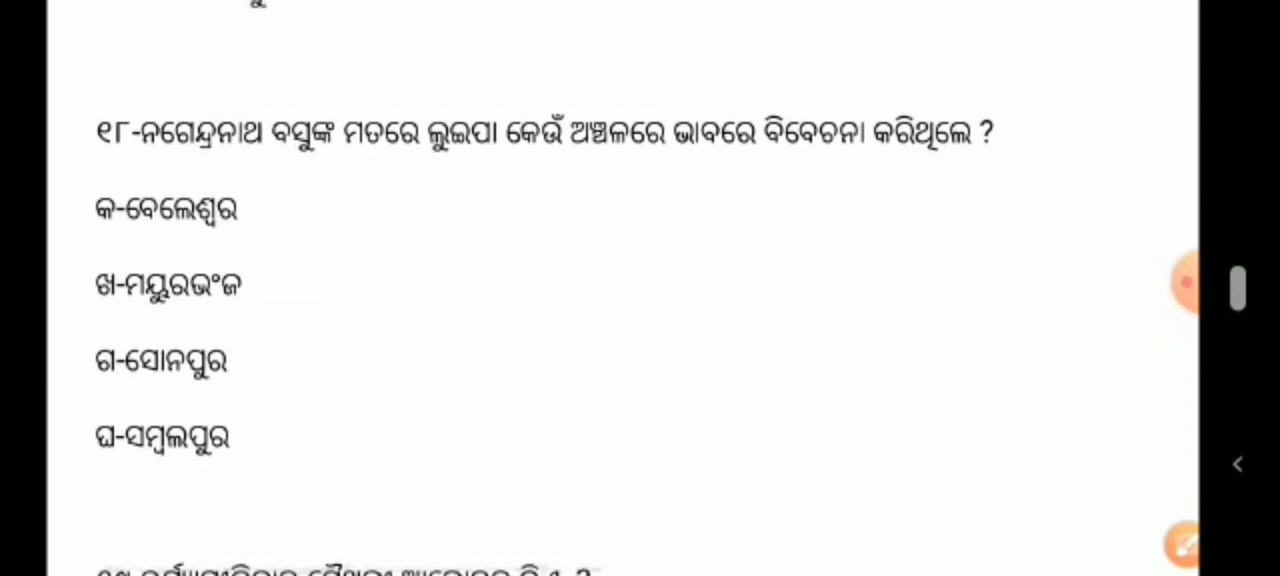 ୧୮-ନଗେନ୍ଦ୍ରନାଥ ବସୁଙ୍କ ମତରେ ଲୁଇପା କେଉଁ ଅଞ୍ଚଳରେ ଭାବରେ ବିବେଚନା କରିଥିଲେ ?
କ-ବେଲେଶ୍ୱର
ଖ-ମୟୁରଭଂଜ
ଗ-ସୋନପୁର
ଘ-ସମ୍ବଲପୁର